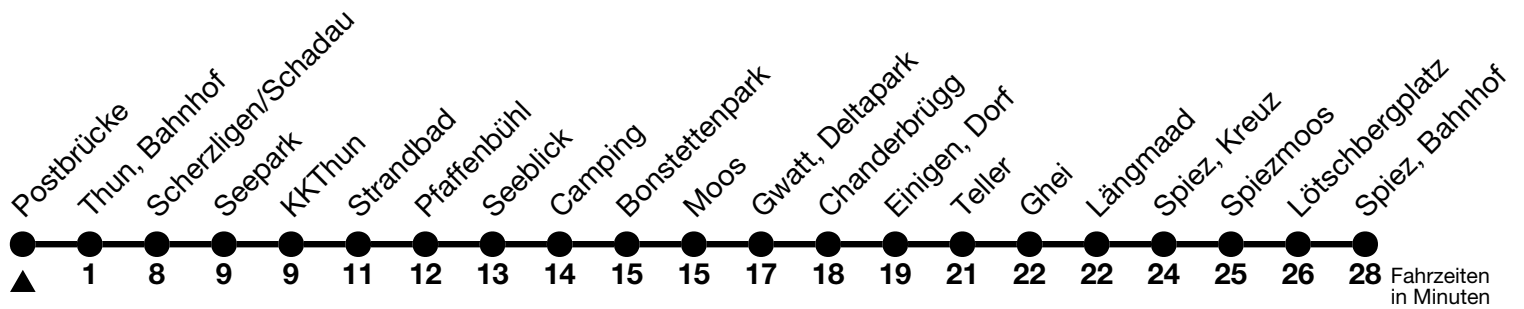 Postbrücke
Thun, Bahnhof
Scherzligen/Schadau
Seepark
KKThun
Strandbad
Pfaffenbühl
Seeblick
Camping
Bonstettenpark
Moos
Gwatt, Deltapark
Chanderbrügg
Einigen, Dorf
Teller
Ghei
Längmaad
Spiez, Kreuz
Spiezmoos
Lötschbergplatz
Spiez, Bahnhof
1 8 9 9 11 12 13 14 15 15 17 18 19 21 22 22 24 25 26 28
Fahrzeiten
in Minuten